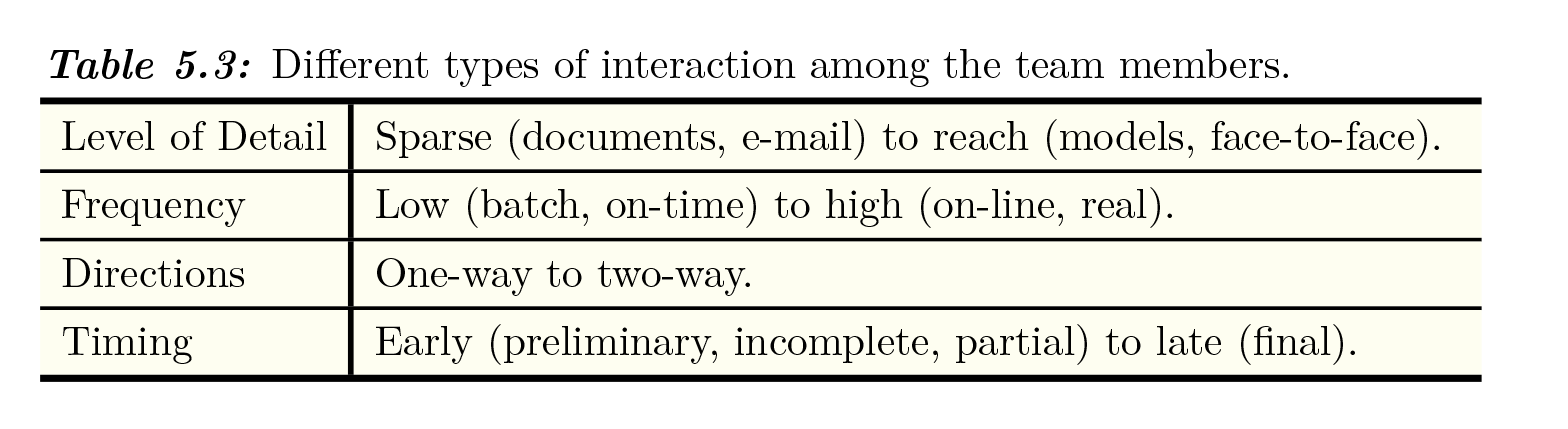 Table 5.3: Different types of interaction among the team members.
Level of Detail Sparse (documents, e-mail) to reach (models, face-to-face).
Frequency Low (batch, on-time) to high (on-line, real).
Directions One-way to two-way.
Timing Early (preliminary, incomplete, partial) to late (final).